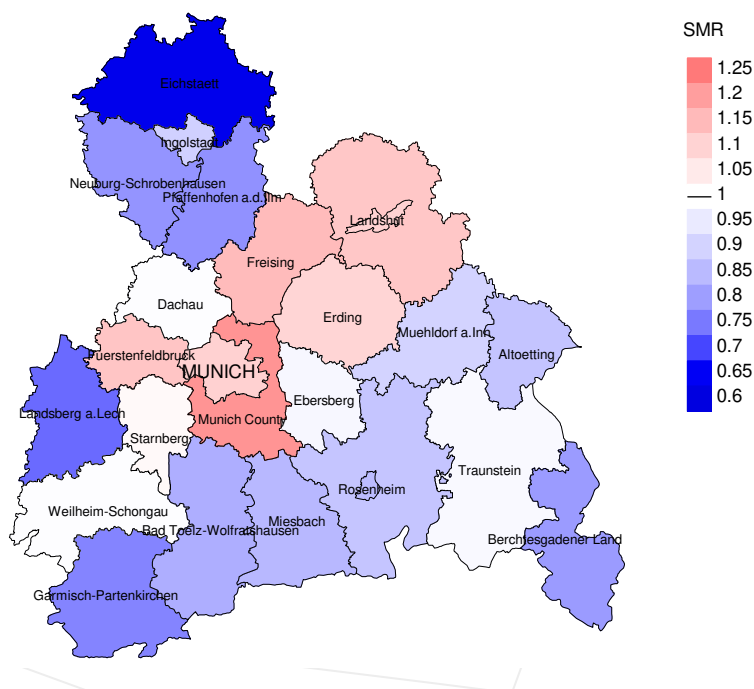 SMR
1.25
1.2
1.15
1.1
1.05
1
0.95
0.9
0.85
0.8
0.75
0.7
0.65
0.6
Eichstaett
Ingolstadt
Neuburg-Schrobenhausen
Pfaffenhofen a.d.Ilm
Landshut
Freising
Dachau
Erding
Muehldorf a.Inn
Altoetting
Fuerstenfeldbruck
MUNICH
Ebersberg
Landsberg a.Lech
Munich County
Starnberg
Traunstein
Rosenheim
Weilheim-Schongau
Miesbach
Bad Toelz-Wolfratshausen
Berchtesgadener Land
Garmisch-Partenkirchen